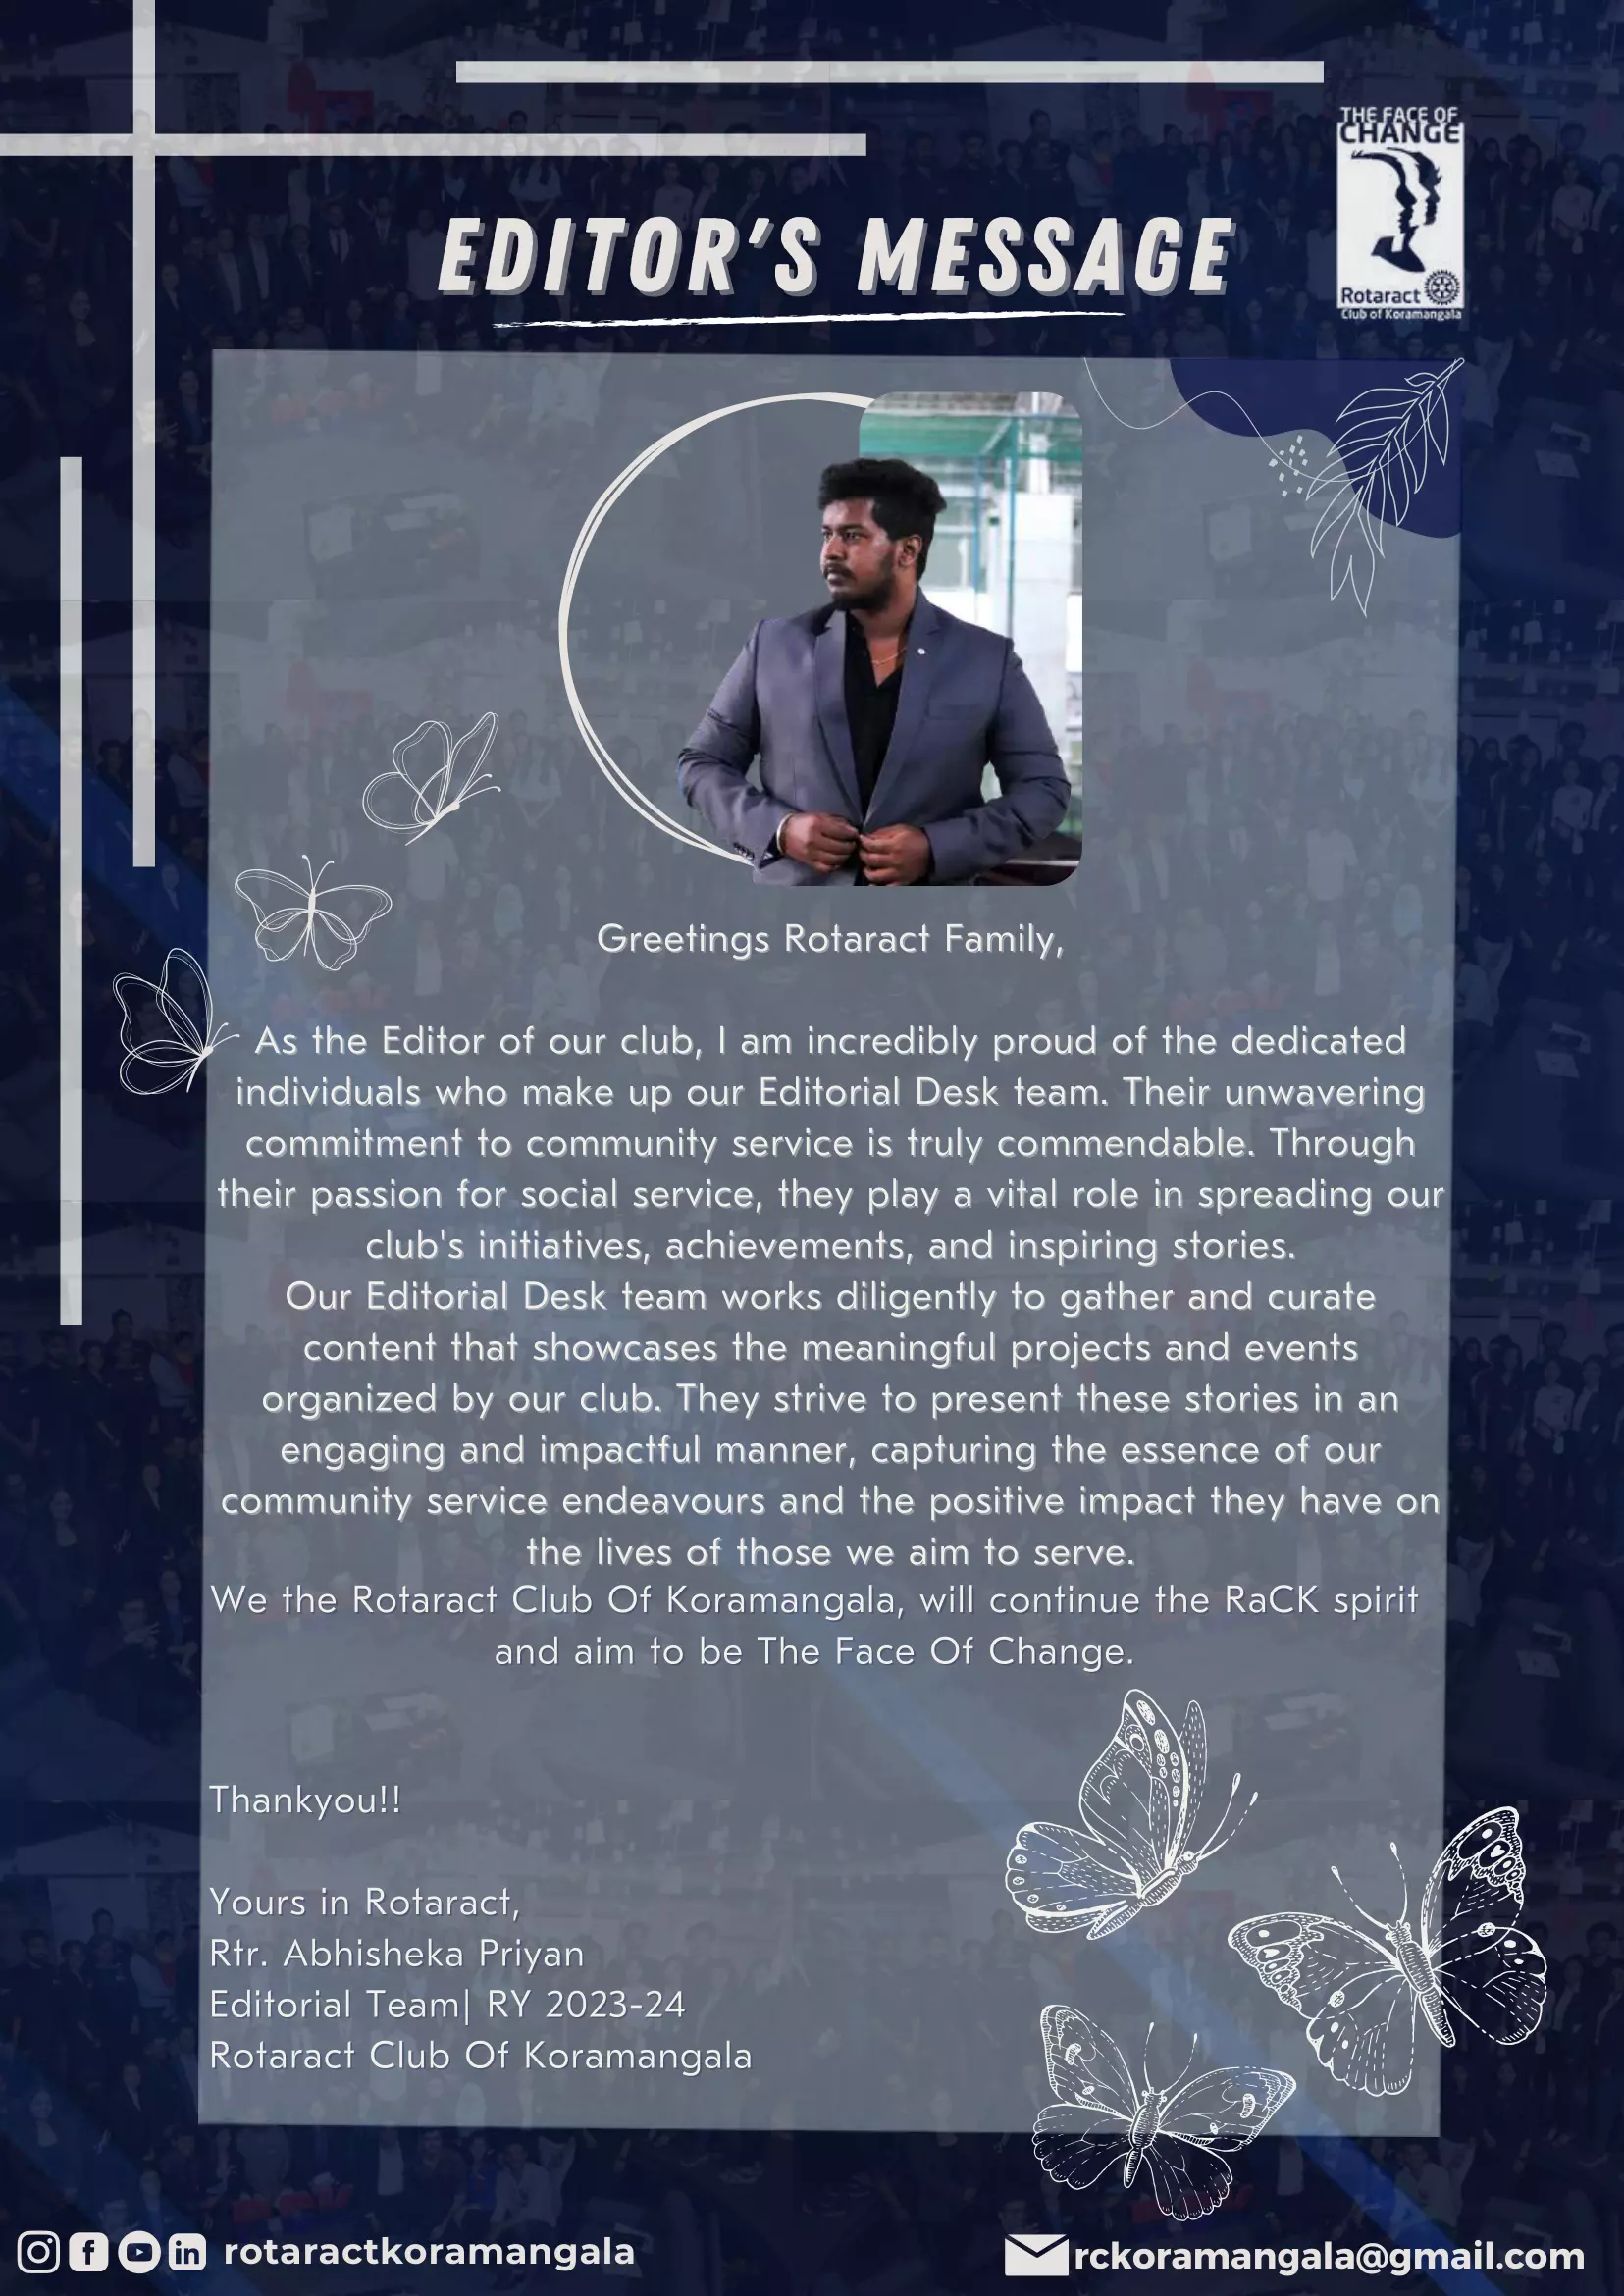 THE FACE OF
CHANGE
Rotaract
Club of Koramangala
EDITOR'S MESSAGE
Greetings Rotaract Family,
As the Editor of our club, I am incredibly proud of the dedicated
individuals who make up our Editorial Desk team. Their unwavering
commitment to community service is truly commendable. Through
their passion for social service, they play a vital role in spreading our
club's initiatives, achievements, and inspiring stories.
Our Editorial Desk team works diligently to gather and curate
content that showcases the meaningful projects and events
organized by our club. They strive to present these stories in an
engaging and impactful manner, capturing the essence of our
community service endeavours and the positive impact they have on
the lives of those we aim to serve.
We the Rotaract Club Of Koramangala, will continue the RaCK spirit
and aim to be The Face Of Change.
Thankyou!!
Yours in Rotaract,
Rtr. Abhisheka Priyan
Editorial Team| RY 2023-24
Rotaract Club Of Koramangala
rotaractkoramangala
rckoramangala@gmail.com